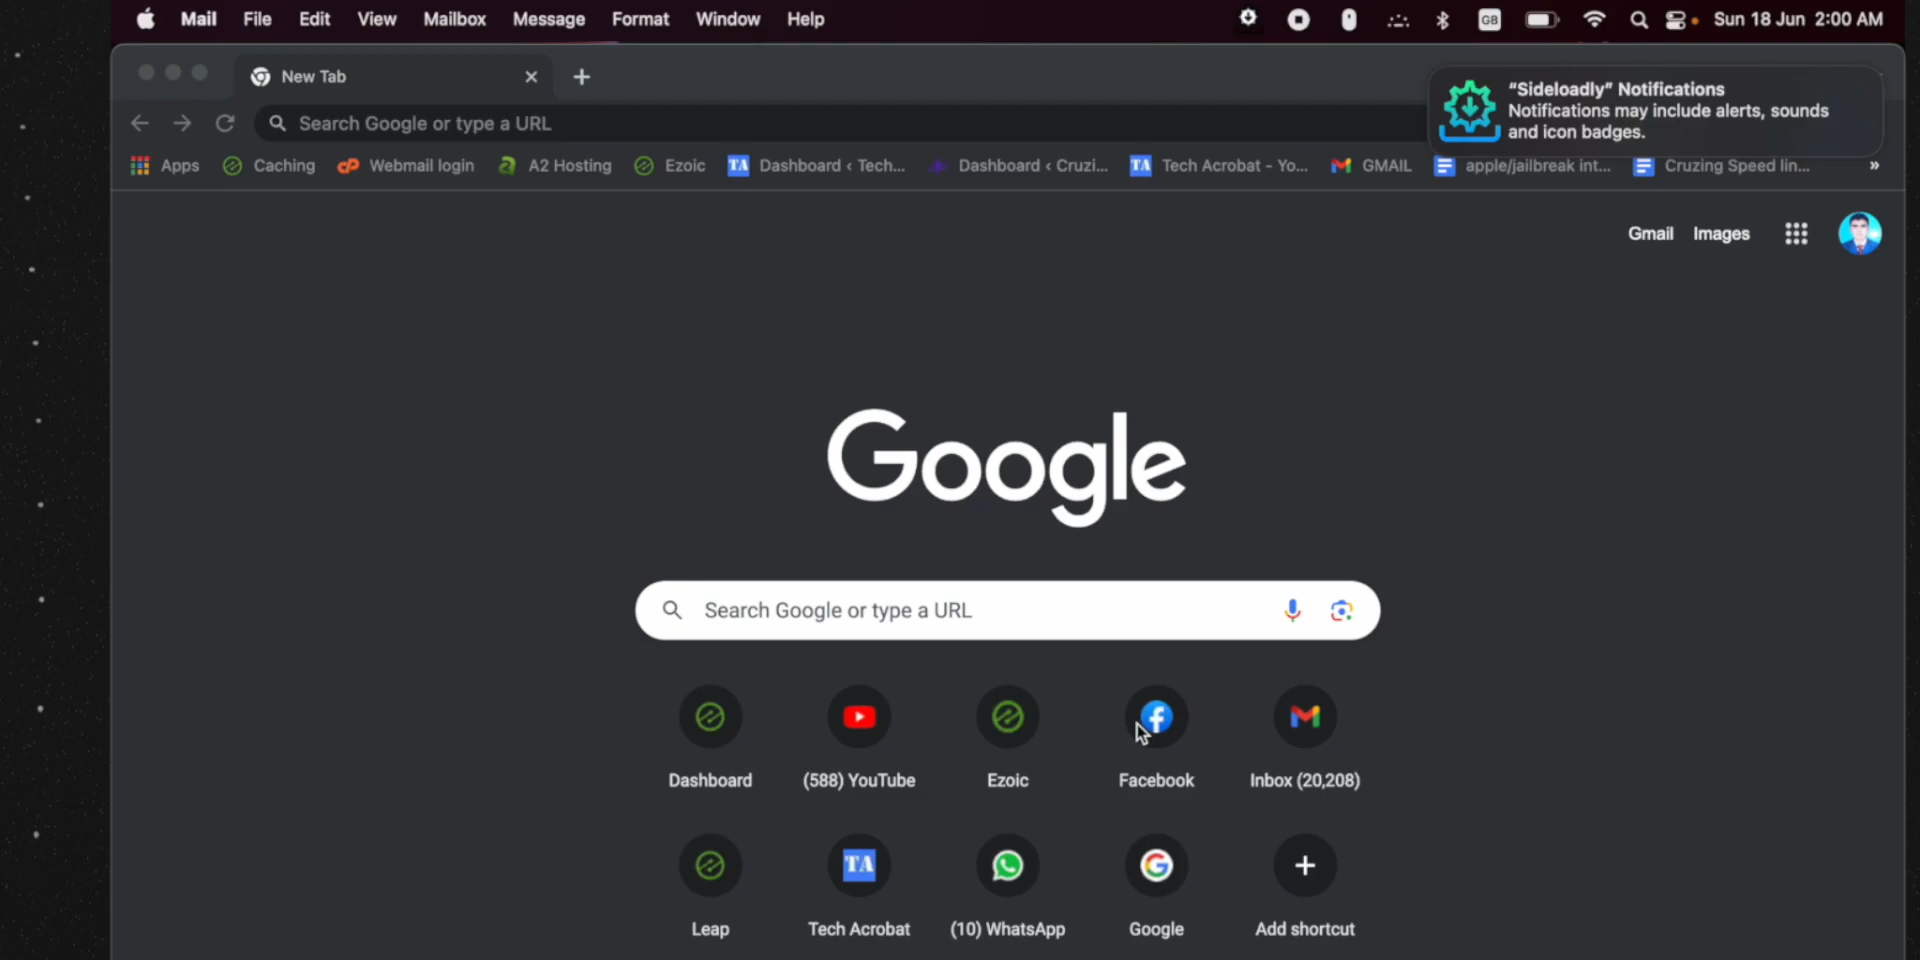 Mail File Edit View Mailbox Message Format Window Help GB Sun 18 Jun 2:00 AM
New Tab
"Sideloadly" Notifications
Notifications may include alerts, sounds
and icon badges.
Search Google or type a URL
Apps Caching Webmail login A2 Hosting Ezoic TA Dashboard ‹ Tech... Dashboard ‹ Cruzi... TA Tech Acrobat - Yo... GMAIL apple/jailbreak int... Cruzing Speed lin... »
Gmail Images
Google
Search Google or type a URL
Dashboard (588) YouTube Ezoic Facebook Inbox (20,208)
TA
Leap Tech Acrobat (10) WhatsApp Google Add shortcut